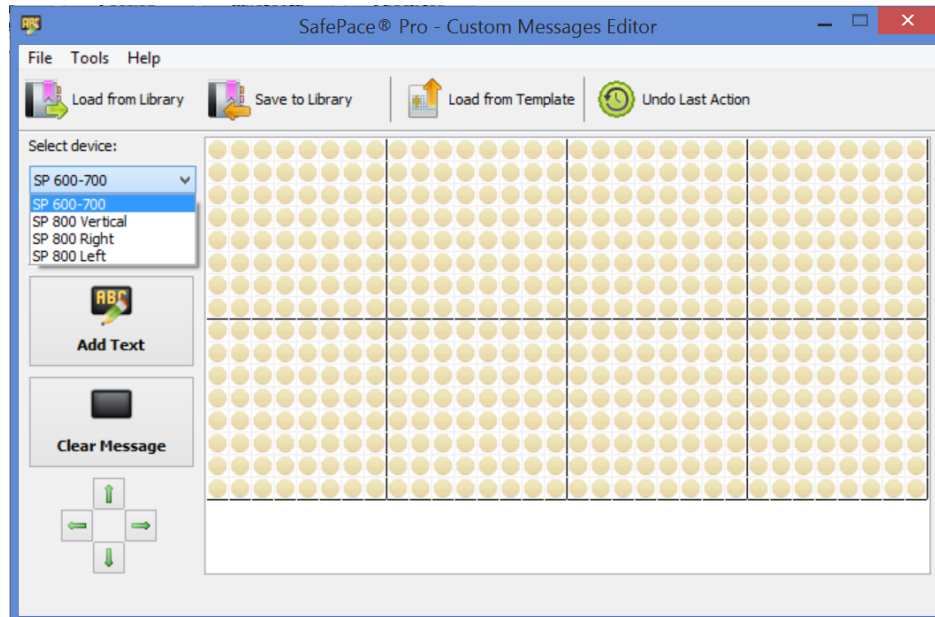 SafePace® Pro - Custom Messages Editor
File Tools Help
Load from Library Save to Library Load from Template Undo Last Action
Select device:
SP 600-700
SP 600-700
SP 800 Vertical
SP 800 Right
SP 800 Left
ABC
Add Text
Clear Message